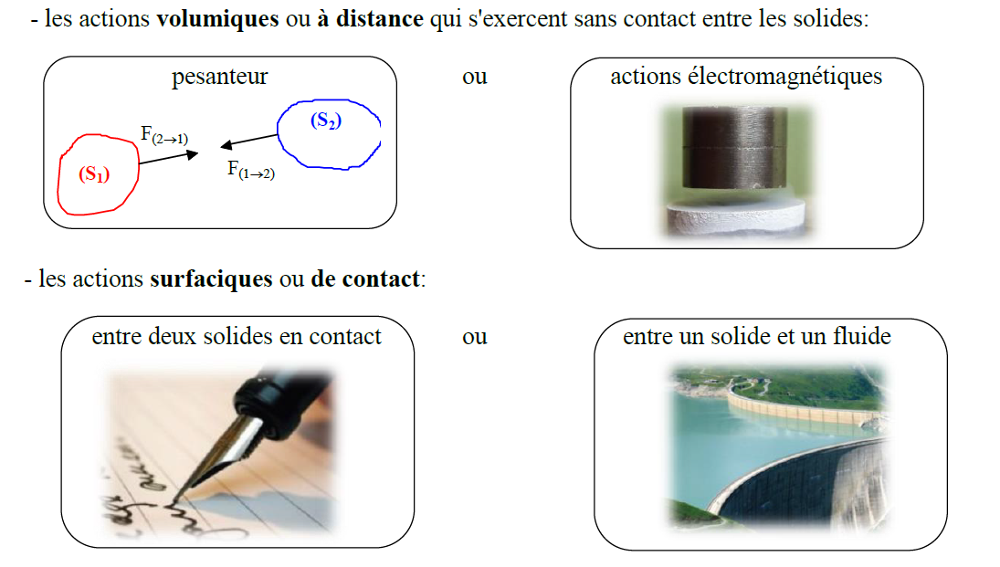 - les actions volumiques ou à distance qui s'exercent sans contact entre les solides:
pesanteur
ou
actions électromagnétiques
(S₂)
F(2→1)
(S₁)
F(1→2)
- les actions surfaciques ou de contact:
entre deux solides en contact
ou
entre un solide et un fluide